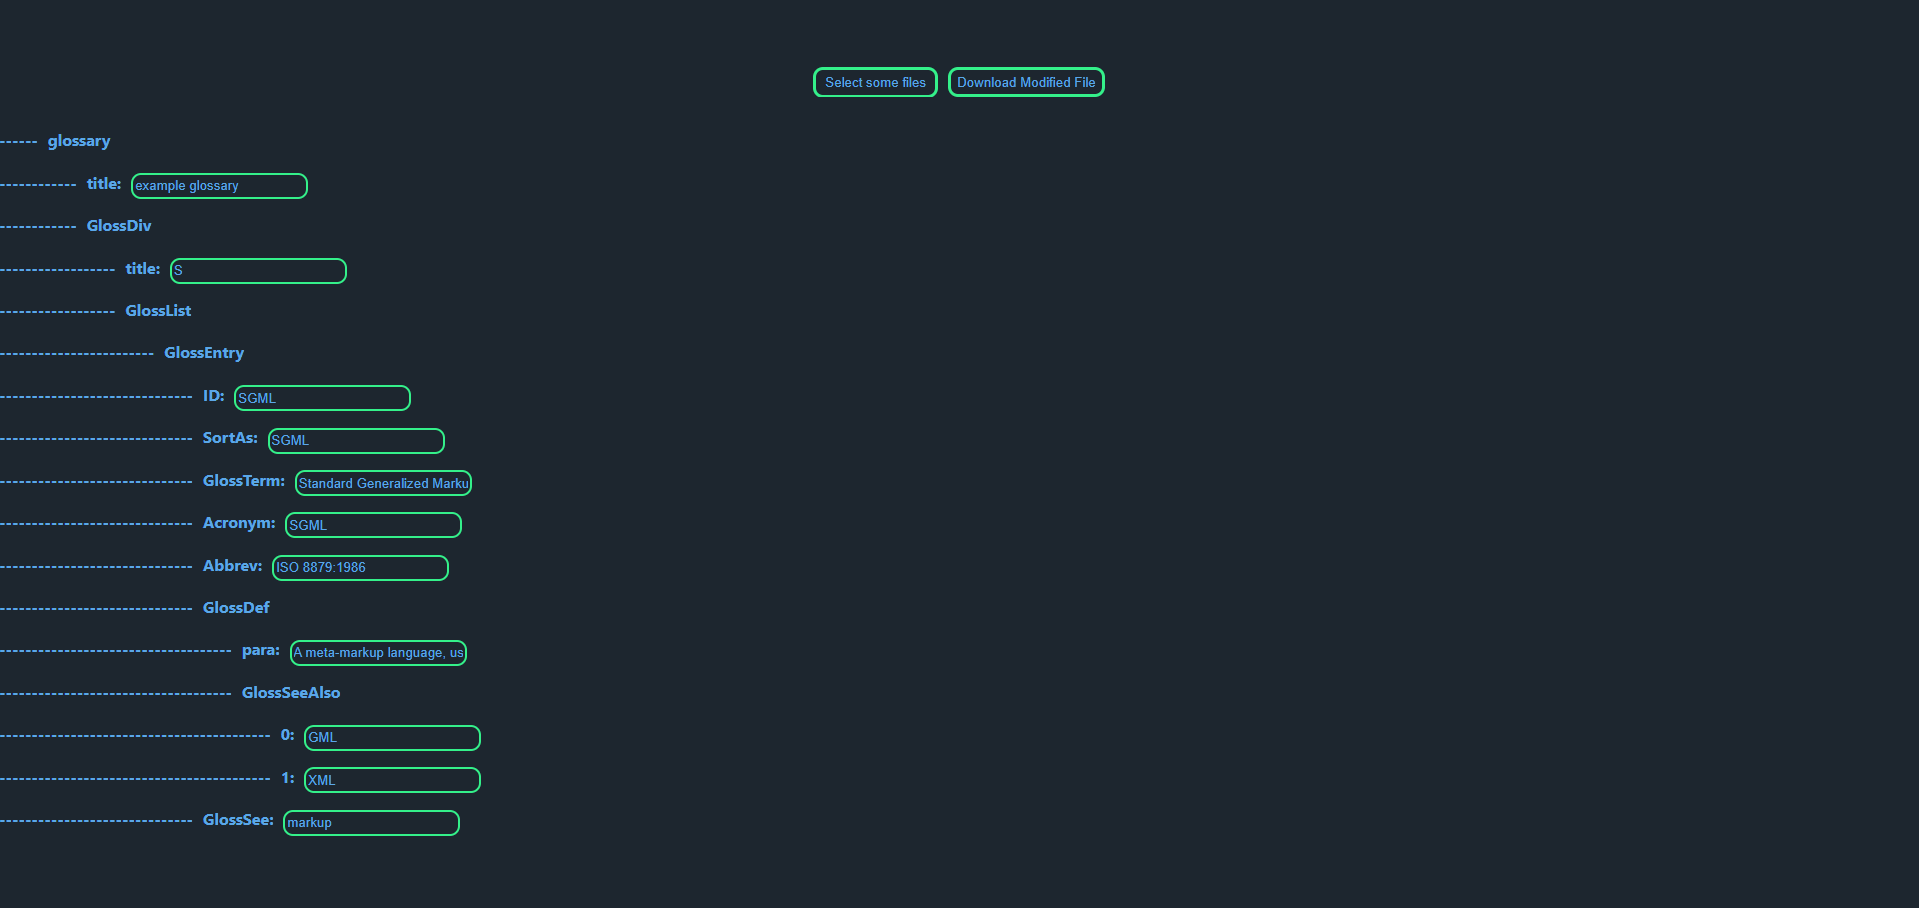 Select some files Download Modified File
------ glossary
------------ title: example glossary
------------ GlossDiv
------------------ title: S
------------------ GlossList
------------------------ GlossEntry
------------------------------ ID: SGML
------------------------------ SortAs: SGML
------------------------------ GlossTerm: Standard Generalized Marku
------------------------------ Acronym: SGML
------------------------------ Abbrev: ISO 8879:1986
------------------------------ GlossDef
------------------------------------ para: A meta-markup language, us
------------------------------------ GlossSeeAlso
------------------------------------------ 0: GML
------------------------------------------ 1: XML
------------------------------ GlossSee: markup